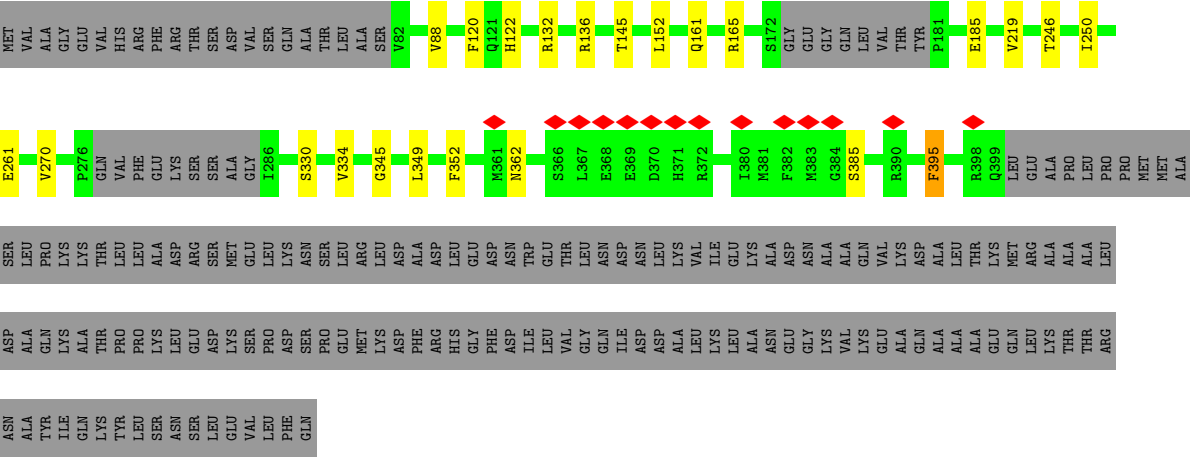 MET VAL ALA GLY GLU VAL HIS ARG PHE ARG THR SER ASP VAL SER GLN ALA THR LEU ALA SER V82 V88 F120 Q121 H122 R132 R136 T145 L152 Q161 R165 S172 GLY GLU GLY GLN LEU VAL THR TYR P181 E185 V219 T246 I250
E261 V270 P276 GLN VAL PHE GLU LYS SER SER ALA GLY I286 S330 V334 G345 L349 F352 M361 N362 S366 L367 E368 E369 D370 H371 R372 I380 M381 F382 M383 G384 S385 R390 F395 R398 Q399 LEU GLU ALA PRO LEU PRO PRO MET MET ALA
SER LEU PRO LYS LYS THR LEU LEU ALA ASP ARG SER MET GLU LEU LYS ASN SER LEU ARG LEU ASP ALA ASP LEU GLU ASP ASN TRP GLU THR LEU ASN ASP ASN LEU LYS VAL ILE GLU LYS ALA ASP ASN ALA ALA GLN VAL LYS ASP ALA LEU THR LYS MET ARG ALA ALA ALA LEU
ASP ALA GLN LYS ALA THR PRO PRO LYS LEU GLU ASP LYS SER PRO ASP SER PRO GLU MET LYS ASP PHE ARG HIS GLY PHE ASP ILE LEU VAL GLY GLN ILE ASP ASP ALA LEU LYS LEU ALA ASN GLU GLY LYS VAL LYS GLU ALA GLN ALA ALA ALA GLU GLN LEU LYS THR THR ARG
ASN ALA TYR ILE GLN LYS TYR LEU SER ASN SER LEU GLU VAL LEU PHE GLN